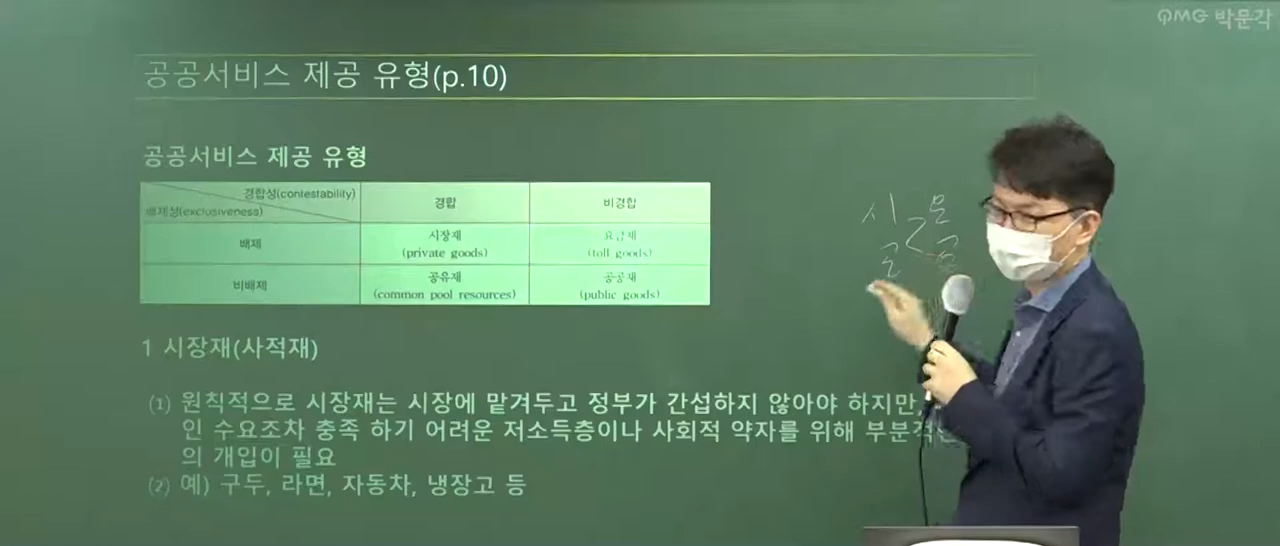 PMG 박문각
공공서비스 제공 유형(p.10)
공공서비스 제공 유형
경합성(contestability)
배제성(exclusiveness)
경합
비경합
배제
시장재
(private goods)
요금재
(toll goods)
비배제
공유재
(common pool resources)
공공재
(public goods)
1 시장재(사적재)
(1) 원칙적으로 시장재는 시장에 맡겨두고 정부가 간섭하지 않아야 하지만,
인 수요조차 충족 하기 어려운 저소득층이나 사회적 약자를 위해 부분적인
의 개입이 필요
(2) 예) 구두, 라면, 자동차, 냉장고 등
시
공